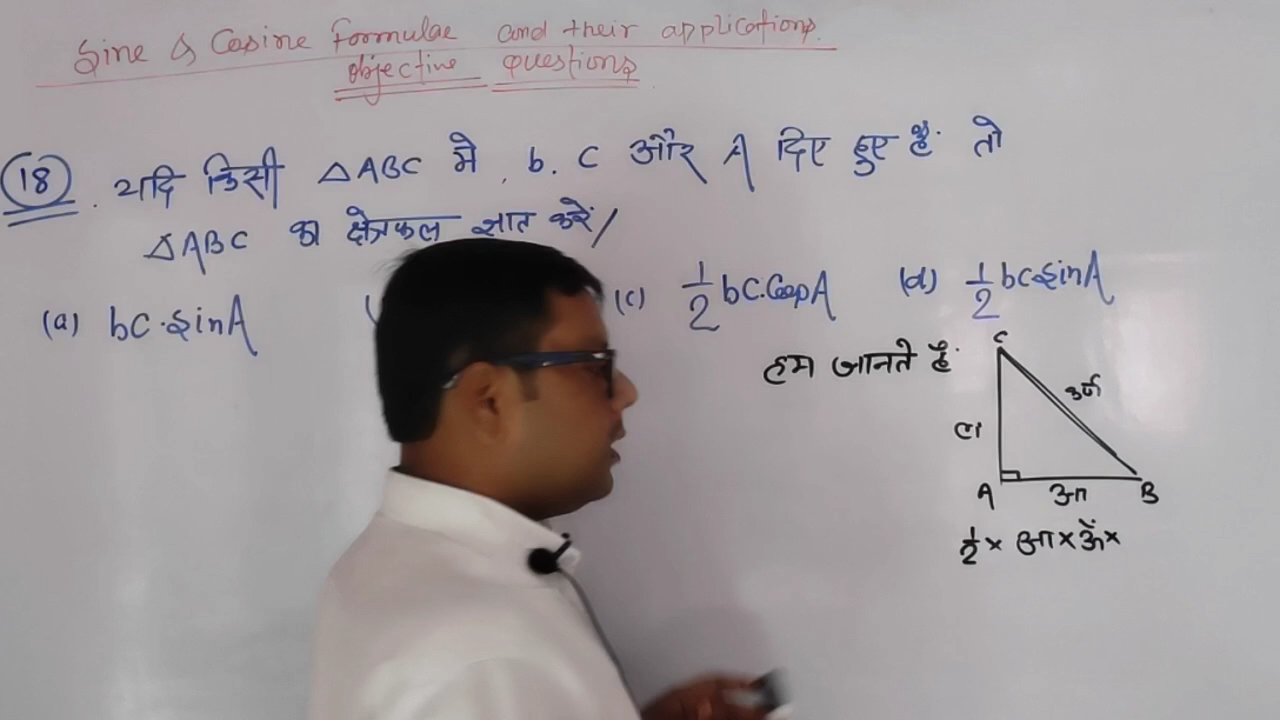 Sine & Cosine formulae and their applications.
objective questions
(18). यदि किसी △ABC मे, b. c और A दिए हुए हैं. तो
△ABC का क्षेत्रफल ज्ञात करें/
(a) bc·sinA (c) 1/2 bc.CosA (d) 1/2 bc·sinA
हम जानते हैं.
C
कर्ण
ल
A आ B
1/2 × आ × ऊँ ×